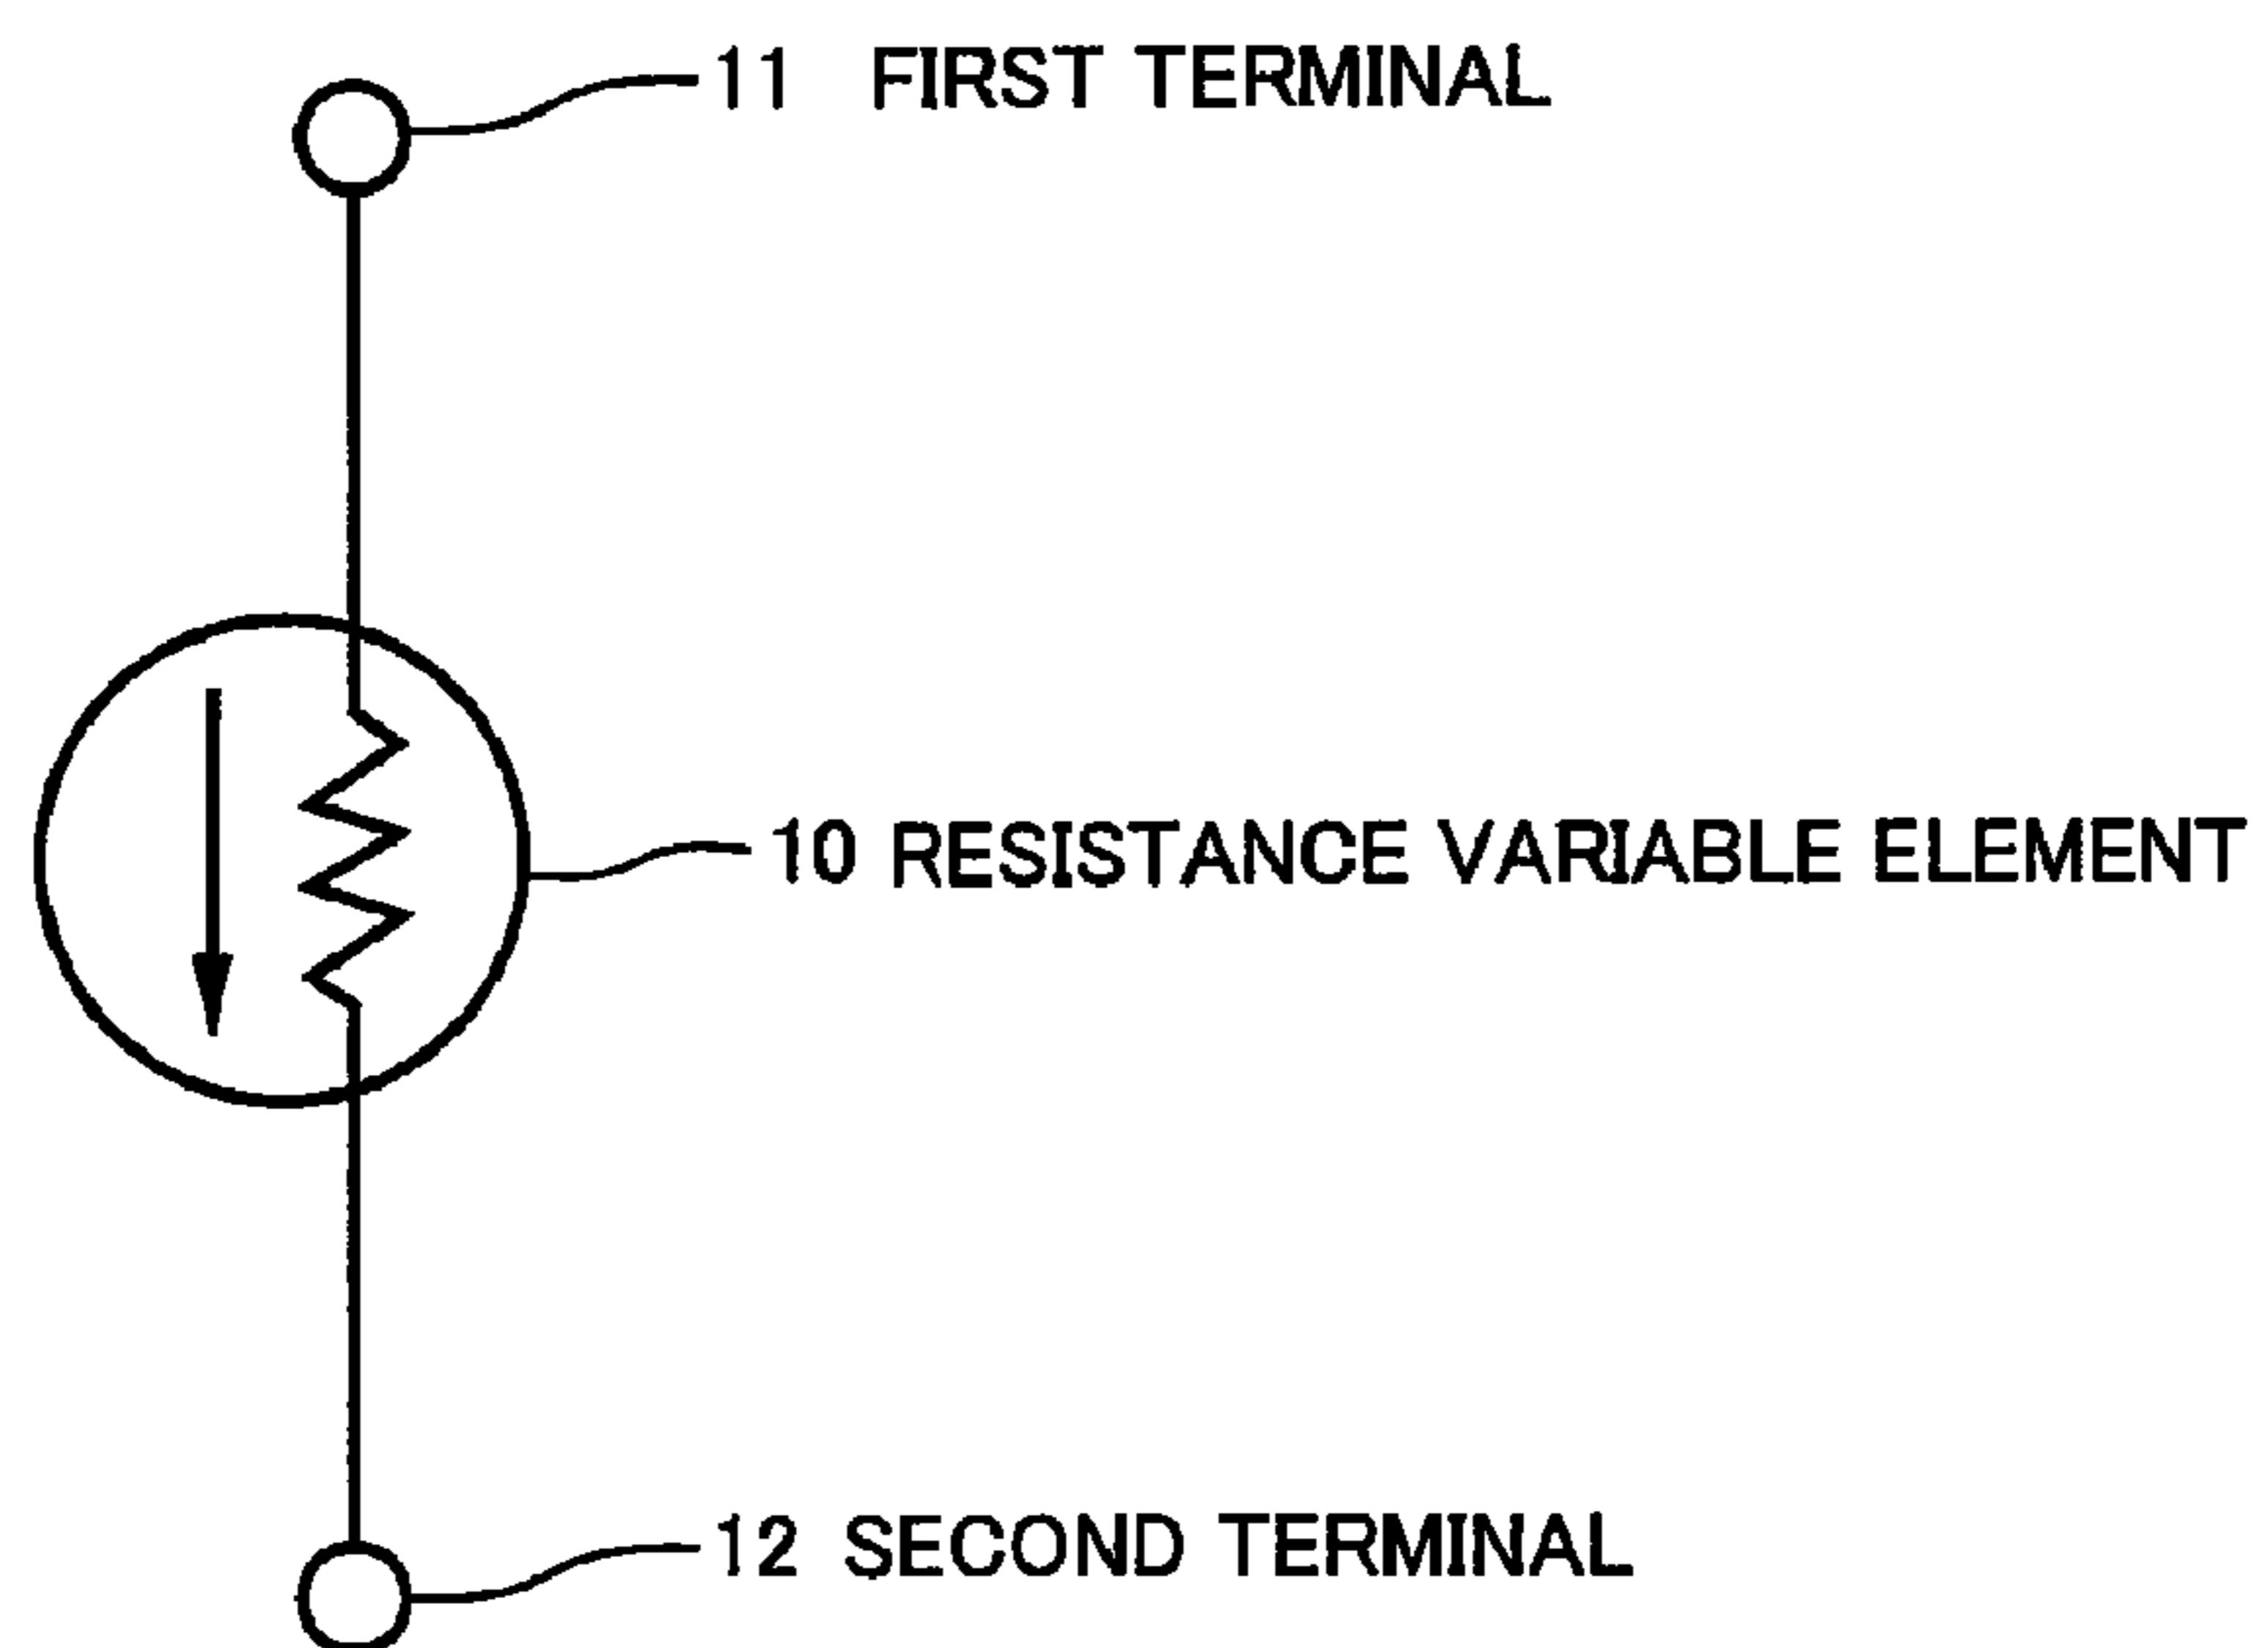 11 FIRST TERMINAL
10 RESISTANCE VARIABLE ELEMENT
12 SECOND TERMINAL